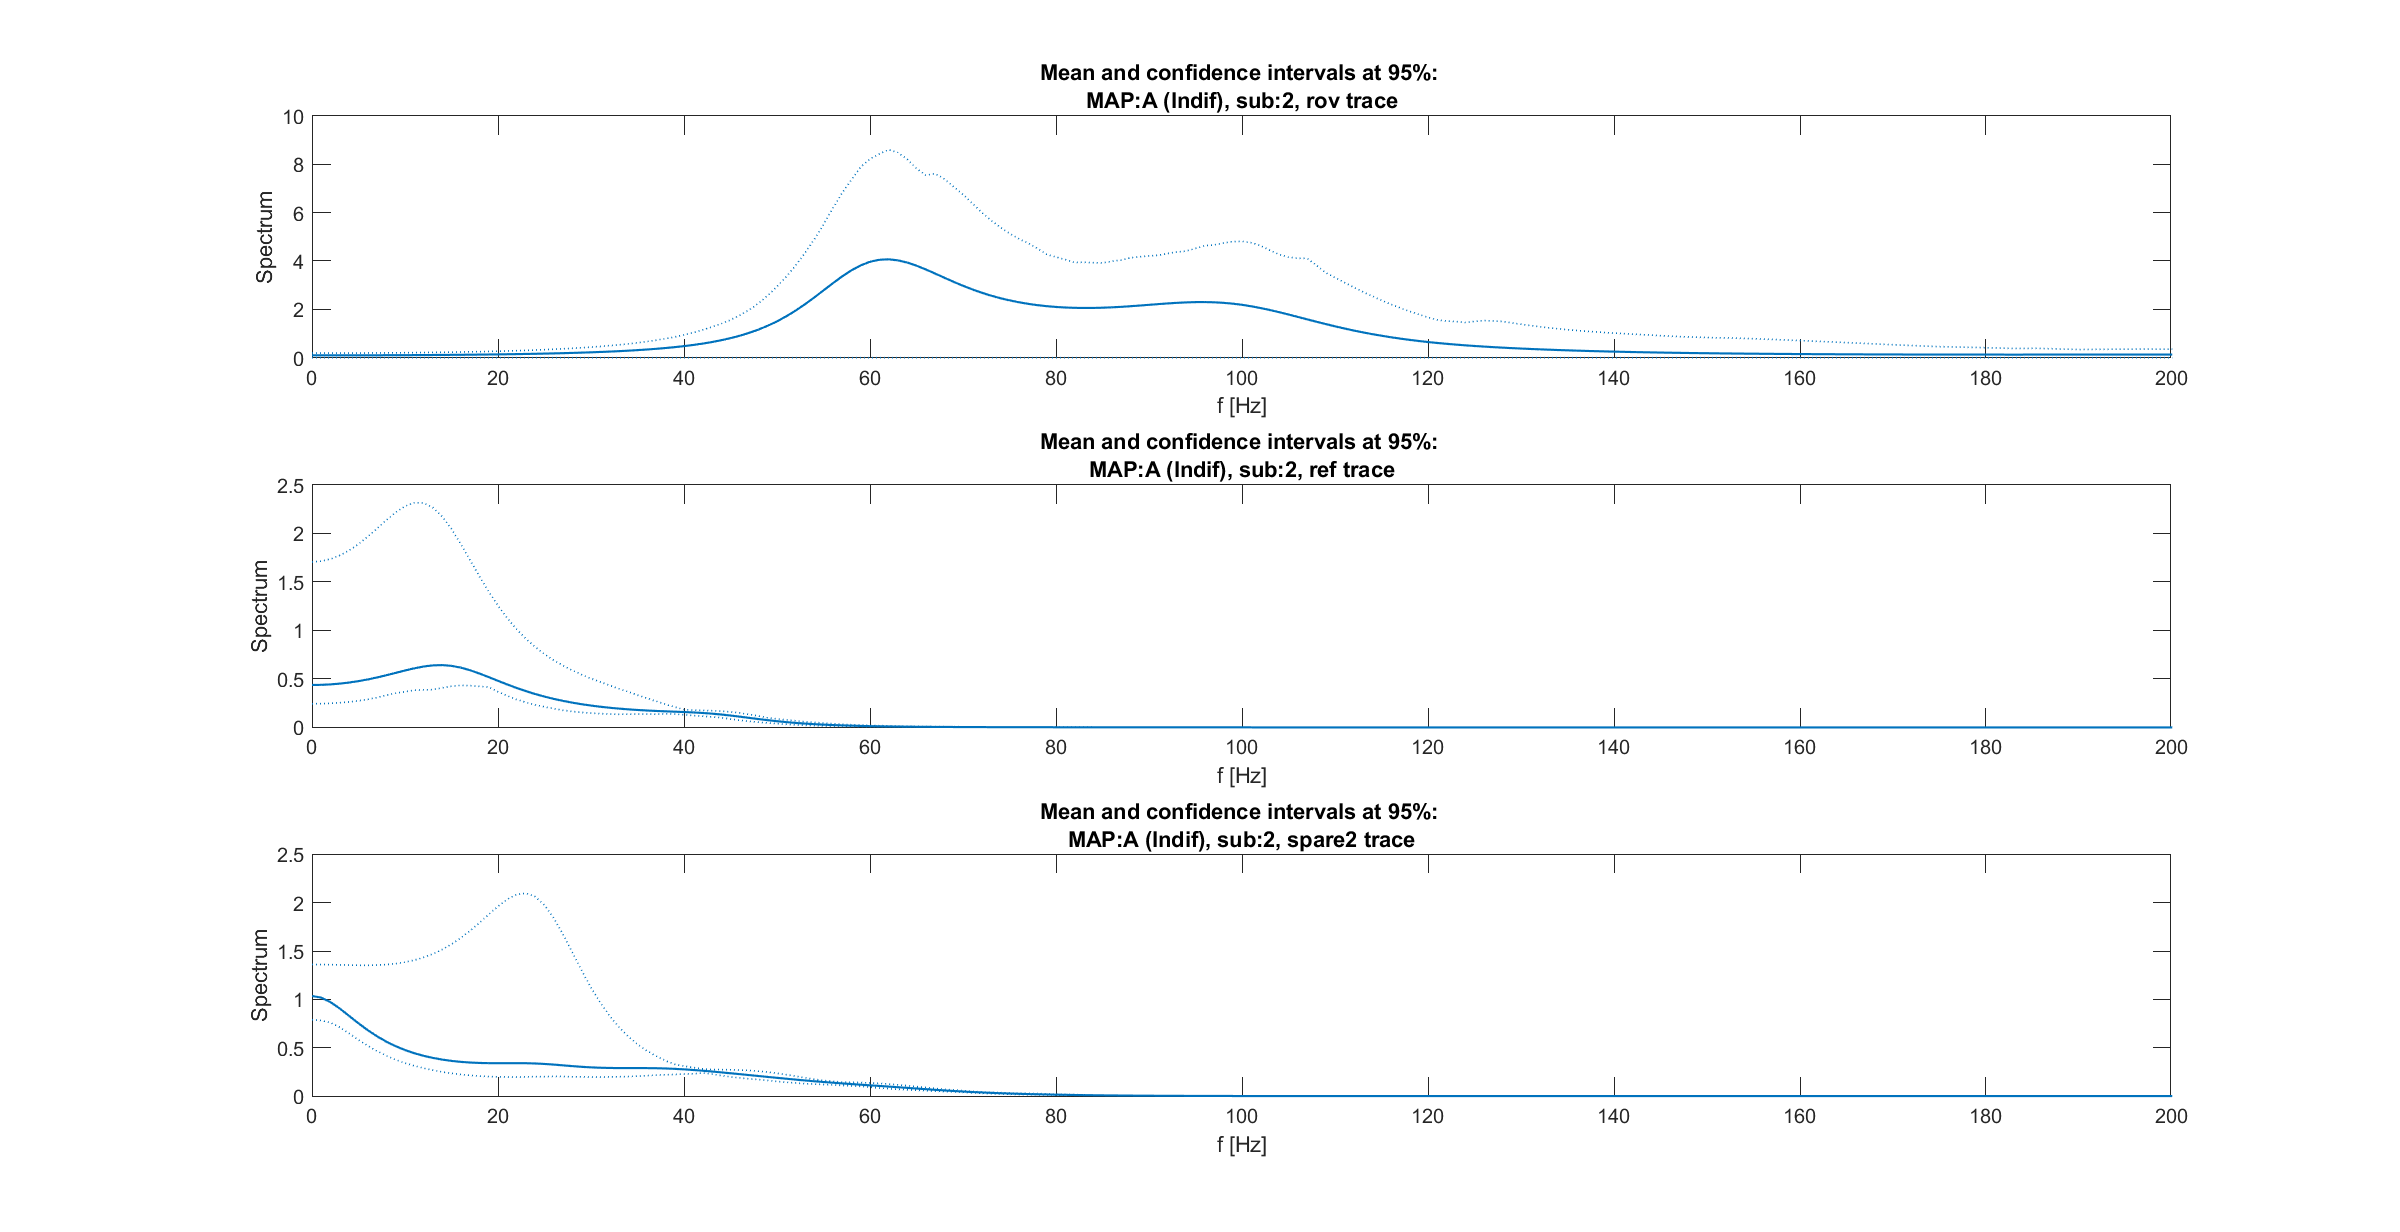 Mean and confidence intervals at 95%:
MAP:A (Indif), sub:2, rov trace
10
8
6
4
2
0
Spectrum
0 20 40 60 80 100 120 140 160 180 200
f [Hz]
Mean and confidence intervals at 95%:
MAP:A (Indif), sub:2, ref trace
2.5
2
1.5
1
0.5
0
Spectrum
0 20 40 60 80 100 120 140 160 180 200
f [Hz]
Mean and confidence intervals at 95%:
MAP:A (Indif), sub:2, spare2 trace
2.5
2
1.5
1
0.5
0
Spectrum
0 20 40 60 80 100 120 140 160 180 200
f [Hz]